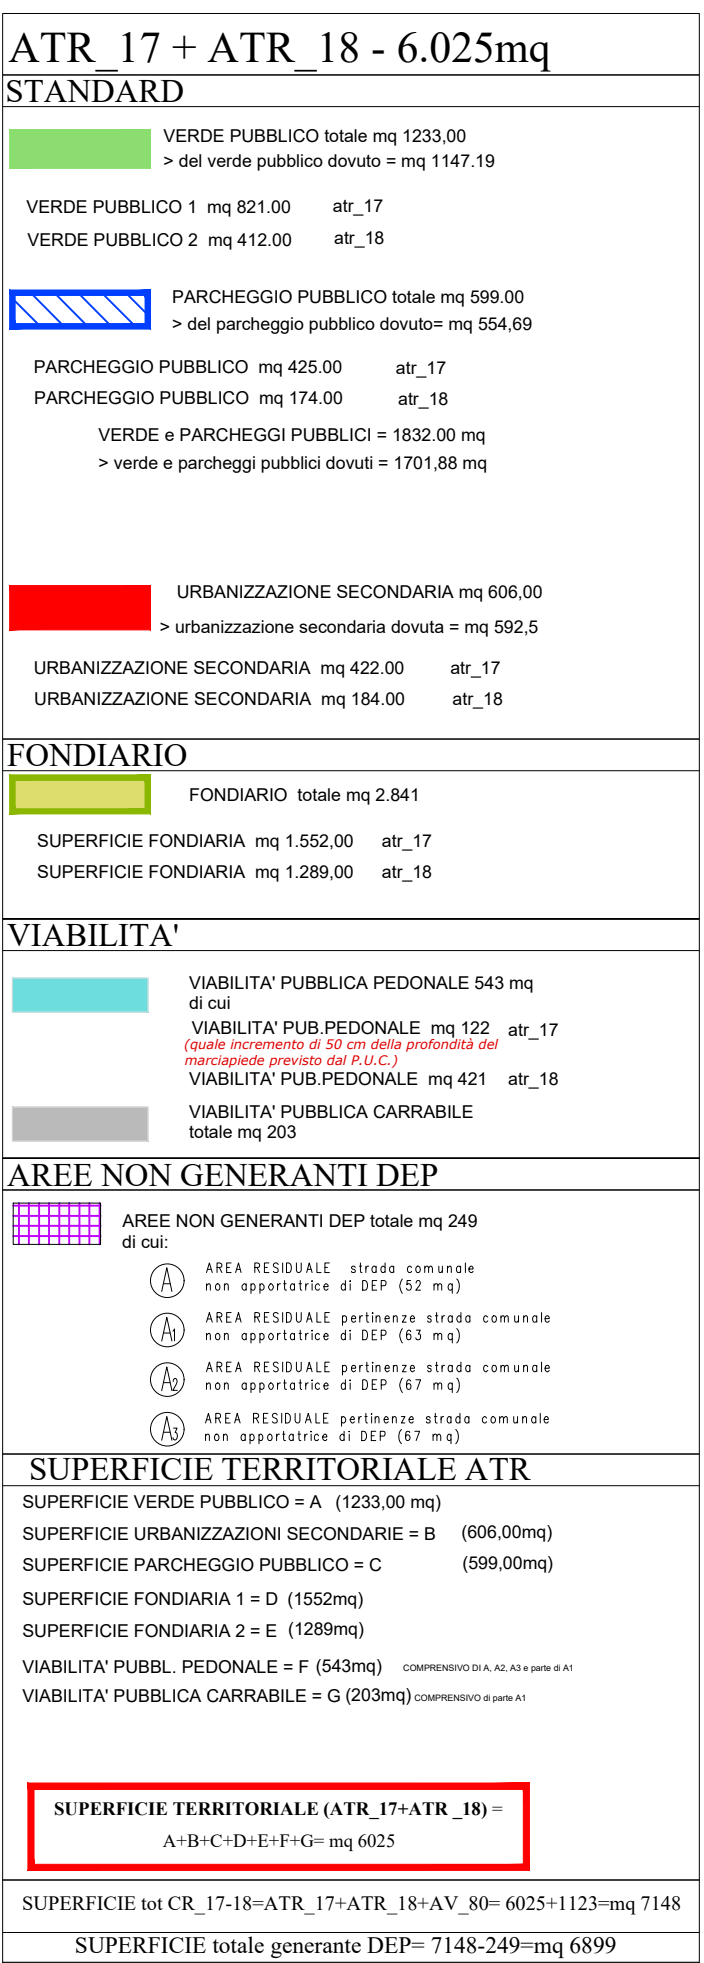 ATR_17 + ATR_18 - 6.025mq
STANDARD
VERDE PUBBLICO totale mq 1233,00
> del verde pubblico dovuto = mq 1147.19
VERDE PUBBLICO 1 mq 821.00 atr_17
VERDE PUBBLICO 2 mq 412.00 atr_18
PARCHEGGIO PUBBLICO totale mq 599.00
> del parcheggio pubblico dovuto= mq 554,69
PARCHEGGIO PUBBLICO mq 425.00 atr_17
PARCHEGGIO PUBBLICO mq 174.00 atr_18
VERDE e PARCHEGGI PUBBLICI = 1832.00 mq
> verde e parcheggi pubblici dovuti = 1701,88 mq
URBANIZZAZIONE SECONDARIA mq 606,00
> urbanizzazione secondaria dovuta = mq 592,5
URBANIZZAZIONE SECONDARIA mq 422.00 atr_17
URBANIZZAZIONE SECONDARIA mq 184.00 atr_18
FONDIARIO
FONDIARIO totale mq 2.841
SUPERFICIE FONDIARIA mq 1.552,00 atr_17
SUPERFICIE FONDIARIA mq 1.289,00 atr_18
VIABILITA'
VIABILITA' PUBBLICA PEDONALE 543 mq
di cui
VIABILITA' PUB.PEDONALE mq 122 atr_17
(quale incremento di 50 cm della profondità del
marciapiede previsto dal P.U.C.)
VIABILITA' PUB.PEDONALE mq 421 atr_18
VIABILITA' PUBBLICA CARRABILE
totale mq 203
AREE NON GENERANTI DEP
AREE NON GENERANTI DEP totale mq 249
di cui:
A AREA RESIDUALE strada comunale
non apportatrice di DEP (52 mq)
A1 AREA RESIDUALE pertinenze strada comunale
non apportatrice di DEP (63 mq)
A2 AREA RESIDUALE pertinenze strada comunale
non apportatrice di DEP (67 mq)
A3 AREA RESIDUALE pertinenze strada comunale
non apportatrice di DEP (67 mq)
SUPERFICIE TERRITORIALE ATR
SUPERFICIE VERDE PUBBLICO = A (1233,00 mq)
SUPERFICIE URBANIZZAZIONI SECONDARIE = B (606,00mq)
SUPERFICIE PARCHEGGIO PUBBLICO = C (599,00mq)
SUPERFICIE FONDIARIA 1 = D (1552mq)
SUPERFICIE FONDIARIA 2 = E (1289mq)
VIABILITA' PUBBL. PEDONALE = F (543mq) COMPRENSIVO DI A, A2, A3 e parte di A1
VIABILITA' PUBBLICA CARRABILE = G (203mq) COMPRENSIVO di parte A1
SUPERFICIE TERRITORIALE (ATR_17+ATR _18) =
A+B+C+D+E+F+G= mq 6025
SUPERFICIE tot CR_17-18=ATR_17+ATR_18+AV_80= 6025+1123=mq 7148
SUPERFICIE totale generante DEP= 7148-249=mq 6899